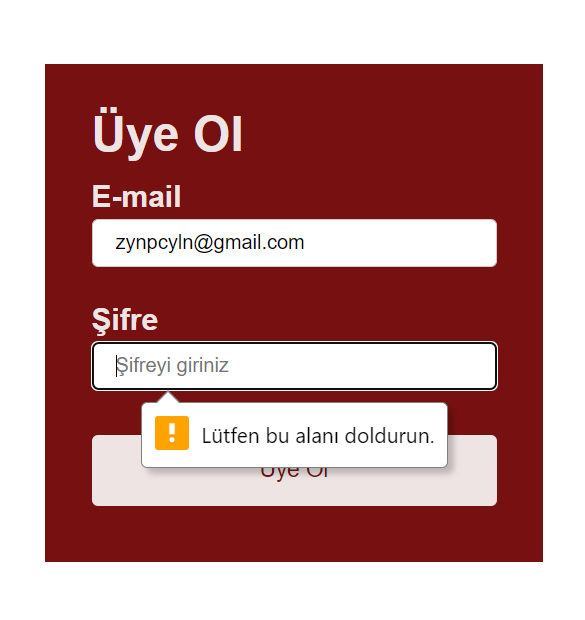 Üye Ol
E-mail
zynpcyln@gmail.com
Şifre
Şifreyi giriniz
Lütfen bu alanı doldurun.
Üye Ol